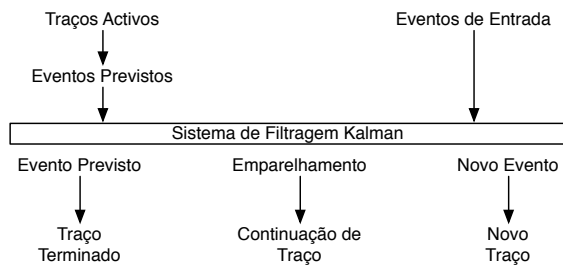 Traços Activos
Eventos de Entrada
Eventos Previstos
Sistema de Filtragem Kalman
Evento Previsto
Emparelhamento
Novo Evento
Traço
Terminado
Continuação de
Traço
Novo
Traço